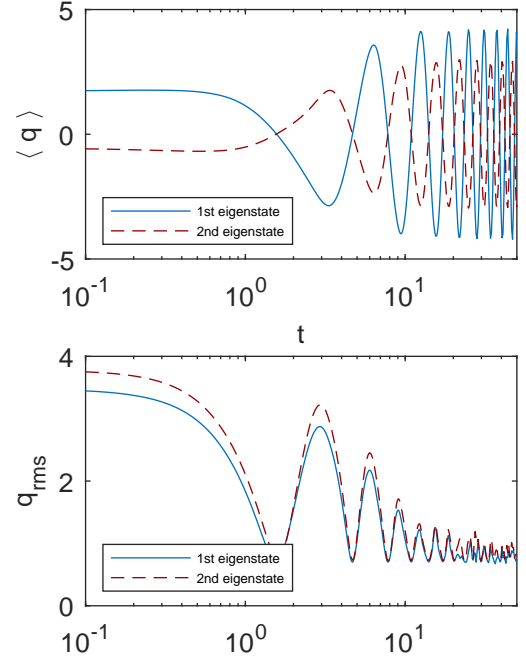 5
0
-5
⟨ q ⟩
1st eigenstate
2nd eigenstate
10^-1 10^0 10^1
t
4
2
0
q_rms
1st eigenstate
2nd eigenstate
10^-1 10^0 10^1